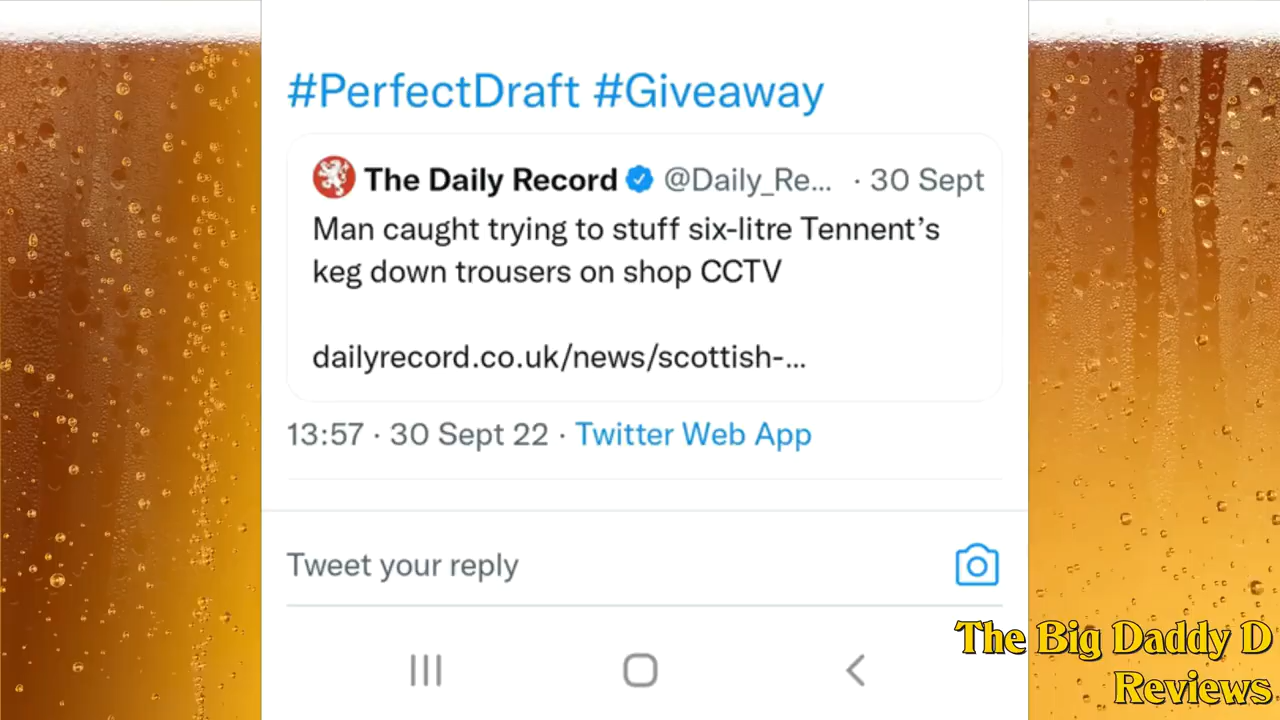 #PerfectDraft #Giveaway
The Daily Record @Daily_Re... · 30 Sept
Man caught trying to stuff six-litre Tennent’s
keg down trousers on shop CCTV
dailyrecord.co.uk/news/scottish-...
13:57 · 30 Sept 22 · Twitter Web App
Tweet your reply
The Big Daddy D
Reviews